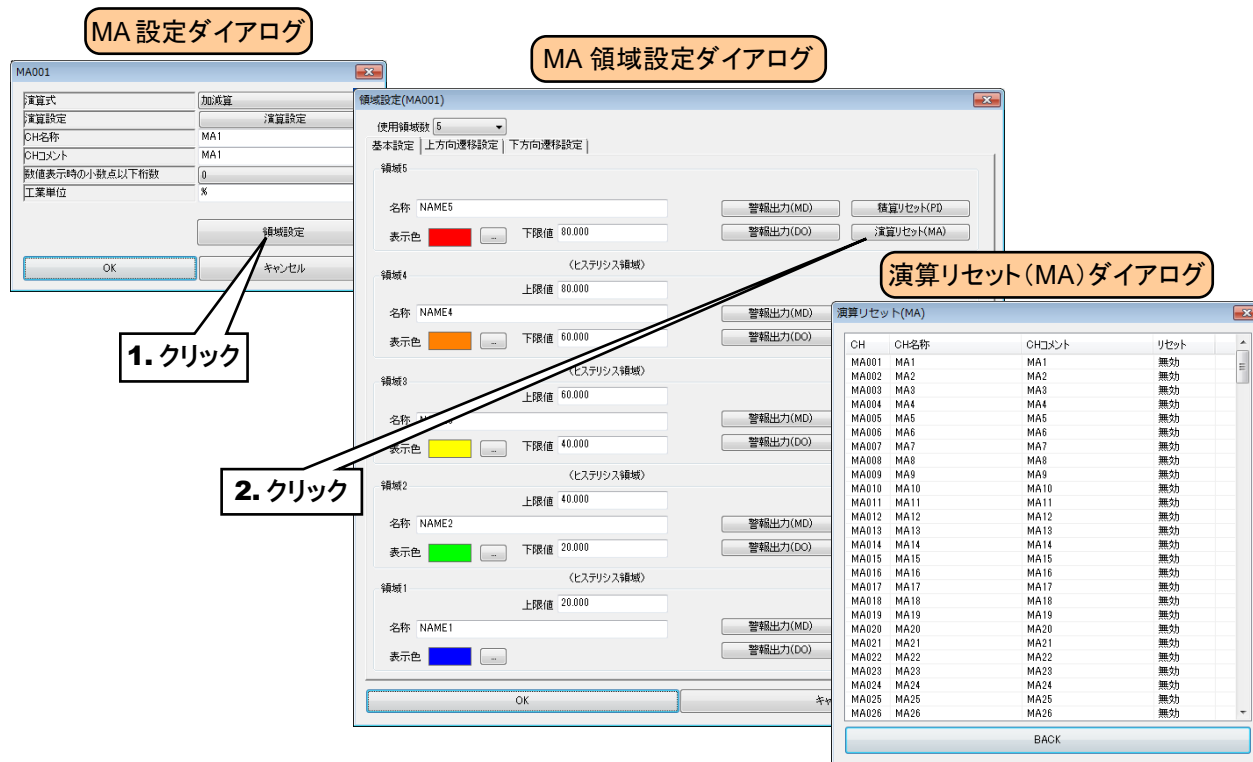 MA 設定ダイアログ
MA001
演算式 加減算
演算設定 演算設定
CH名称 MA1
CHコメント MA1
数値表示時の小数点以下桁数 0
工業単位 %
領域設定
OK キャンセル
1. クリック
MA 領域設定ダイアログ
領域設定(MA001)
使用領域数 5
基本設定 上方向遷移設定 下方向遷移設定
領域5
名称 NAME5 警報出力(MD) 積算リセット(PI)
表示色 .. 下限値 80.000 警報出力(DO) 演算リセット(MA)
(ヒステリシス領域)
領域4
上限値 80.000
名称 NAME4 警報出力(MD)
表示色 .. 下限値 60.000 警報出力(DO)
(ヒステリシス領域)
領域3
上限値 60.000
名称 警報出力(MD)
表示色 .. 下限値 40.000 警報出力(DO)
2. クリック
(ヒステリシス領域)
領域2
上限値 40.000
名称 NAME2 警報出力(MD)
表示色 .. 下限値 20.000 警報出力(DO)
(ヒステリシス領域)
領域1
上限値 20.000
名称 NAME1 警報出力(MD)
表示色 .. 警報出力(DO)
OK
演算リセット(MA)ダイアログ
演算リセット(MA)
CH CH名称 CHコメント リセット
MA001 MA1 MA1 無効
MA002 MA2 MA2 無効
MA003 MA3 MA3 無効
MA004 MA4 MA4 無効
MA005 MA5 MA5 無効
MA006 MA6 MA6 無効
MA007 MA7 MA7 無効
MA008 MA8 MA8 無効
MA009 MA9 MA9 無効
MA010 MA10 MA10 無効
MA011 MA11 MA11 無効
MA012 MA12 MA12 無効
MA013 MA13 MA13 無効
MA014 MA14 MA14 無効
MA015 MA15 MA15 無効
MA016 MA16 MA16 無効
MA017 MA17 MA17 無効
MA018 MA18 MA18 無効
MA019 MA19 MA19 無効
MA020 MA20 MA20 無効
MA021 MA21 MA21 無効
MA022 MA22 MA22 無効
MA023 MA23 MA23 無効
MA024 MA24 MA24 無効
MA025 MA25 MA25 無効
MA026 MA26 MA26 無効
BACK